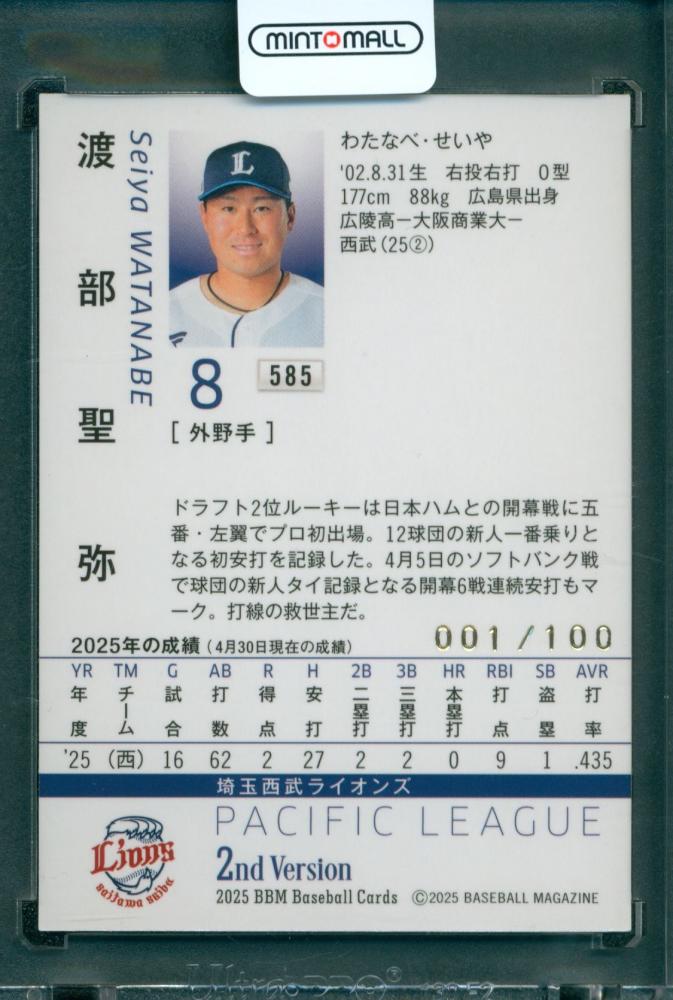 MINT MALL
渡部聖弥
Seiya WATANABE
L
わたなべ・せいや
'02.8.31生 右投右打 O型
177cm 88kg 広島県出身
広陵高ー大阪商業大ー
西武(25②)
8
585
[ 外野手 ]
ドラフト2位ルーキーは日本ハムとの開幕戦に五
番・左翼でプロ初出場。12球団の新人一番乗りと
なる初安打を記録した。4月5日のソフトバンク戦
で球団の新人タイ記録となる開幕6戦連続安打もマ
ーク。打線の救世主だ。
001/100
2025年の成績(4月30日現在の成績)
YR TM G AB R H 2B 3B HR RBI SB AVR
年度 チーム 試合 打数 得点 安打 二塁打 三塁打 本塁打 打点 盗塁 打率
'25 (西) 16 62 2 27 2 2 0 9 1 .435
埼玉西武ライオンズ
PACIFIC LEAGUE
Lions
saitama seibu
2nd Version
2025 BBM Baseball Cards ©2025 BASEBALL MAGAZINE
Ultra PRO®